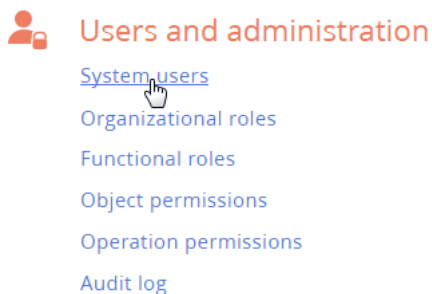 Users and administration
System users
Organizational roles
Functional roles
Object permissions
Operation permissions
Audit log